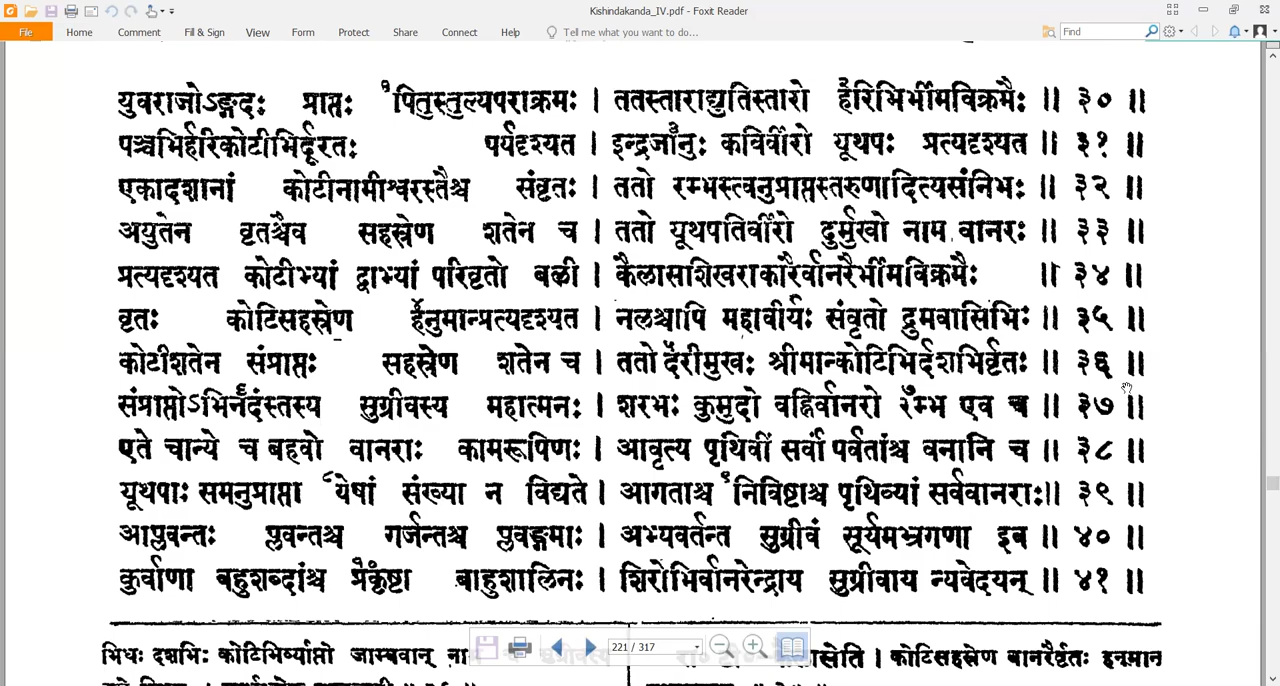 Kishindakanda_IV.pdf - Foxit Reader
File Home Comment Fill & Sign View Form Protect Share Connect Help Tell me what you want to do... Find
युवराजोऽङ्गदः प्राप्तः पितुस्तुल्यपराक्रमः । ततस्ताराद्युतिस्तारो हरिभिर्भीमविक्रमैः ॥ ३० ॥
पञ्चभिर्हरिकोटीभिर्दूरतः पर्यदृश्यत । इन्द्रजानुः कविर्वीरो यूथपः प्रत्यदृश्यत ॥ ३१ ॥
एकादशानां कोटीनामीश्वरस्तैश्च संवृतः । ततो रम्भस्त्वनुप्राप्तस्तरुणादित्यसंनिभः ॥ ३२ ॥
अयुतेन वृतश्चैव सहस्रेण शतेन च । ततो यूथपतिर्वीरो दुर्मुखो नाम वानरः ॥ ३३ ॥
प्रत्यदृश्यत कोटीभ्यां द्वाभ्यां परिवृतो बळी । कैलासशिखराकारैर्वानरैर्भीमविक्रमैः ॥ ३४ ॥
वृतः कोटिसहस्रेण हनुमान्प्रत्यदृश्यत । नलश्चापि महावीर्यः संवृतो द्रुमवासिभिः ॥ ३५ ॥
कोटीशतेन संप्राप्तः सहस्रेण शतेन च । ततो दरीमुखः श्रीमान्कोटिभिर्दशभिर्वृतः ॥ ३६ ॥
संप्राप्तोऽभिनदंस्तस्य सुग्रीवस्य महात्मनः । शरभः कुमुदो वह्निर्वानरो रम्भ एव च ॥ ३७ ॥
एते चान्ये च बहवो वानराः कामरूपिणः । आवृत्य पृथिवीं सर्वां पर्वतांश्च वनानि च ॥ ३८ ॥
यूथपाः समनुप्राप्ता येषां संख्या न विद्यते । आगताश्च निविष्टाश्च पृथिव्यां सर्ववानराः ॥ ३९ ॥
आप्लवन्तः प्लवन्तश्च गर्जन्तश्च प्लवङ्गमाः । अभ्यवर्तन्त सुग्रीवं सूर्यमभ्रगणा इव ॥ ४० ॥
कुर्वाणा बहुशब्दांश्च प्रकृष्टा बाहुशालिनः । शिरोभिर्वानरेन्द्राय सुग्रीवाय न्यवेदयन् ॥ ४१ ॥
भिधः दशभिः कोटिभिर्व्याप्तो जाम्बवान् । कोटिसहस्रेण वानरैर्वृतः हनुमान
221 / 317